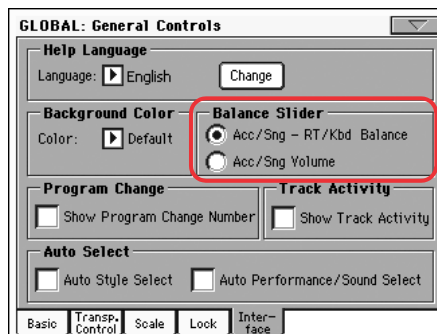 GLOBAL: General Controls
Help Language
Language: English Change
Background Color
Color: Default
Balance Slider
Acc/Sng - RT/Kbd Balance
Acc/Sng Volume
Program Change
Show Program Change Number
Track Activity
Show Track Activity
Auto Select
Auto Style Select Auto Performance/Sound Select
Basic Transp. Control Scale Lock Inter-
face